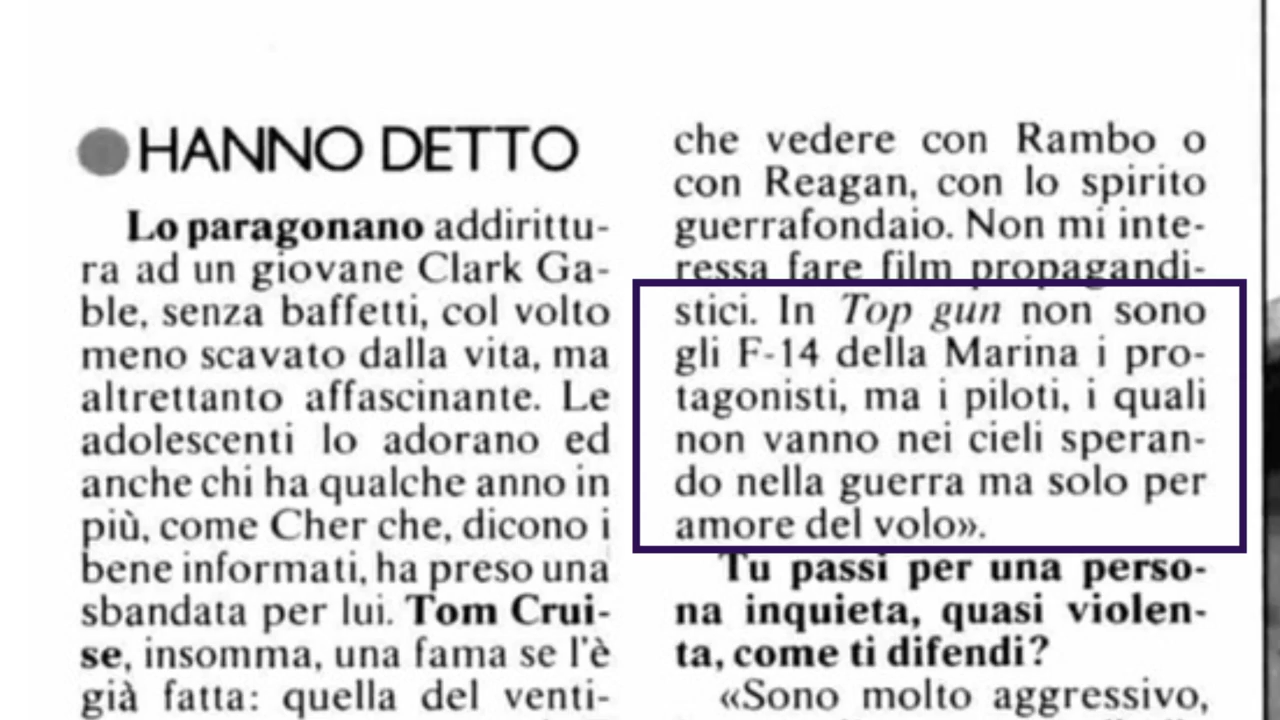 HANNO DETTO
Lo paragonano addirittu-
ra ad un giovane Clark Ga-
ble, senza baffetti, col volto
meno scavato dalla vita, ma
altrettanto affascinante. Le
adolescenti lo adorano ed
anche chi ha qualche anno in
più, come Cher che, dicono i
bene informati, ha preso una
sbandata per lui. Tom Crui-
se, insomma, una fama se l'è
già fatta: quella del venti-
che vedere con Rambo o
con Reagan, con lo spirito
guerrafondaio. Non mi inte-
ressa fare film propagandi-
stici. In Top gun non sono
gli F-14 della Marina i pro-
tagonisti, ma i piloti, i quali
non vanno nei cieli speran-
do nella guerra ma solo per
amore del volo».
Tu passi per una perso-
na inquieta, quasi violen-
ta, come ti difendi?
«Sono molto aggressivo,